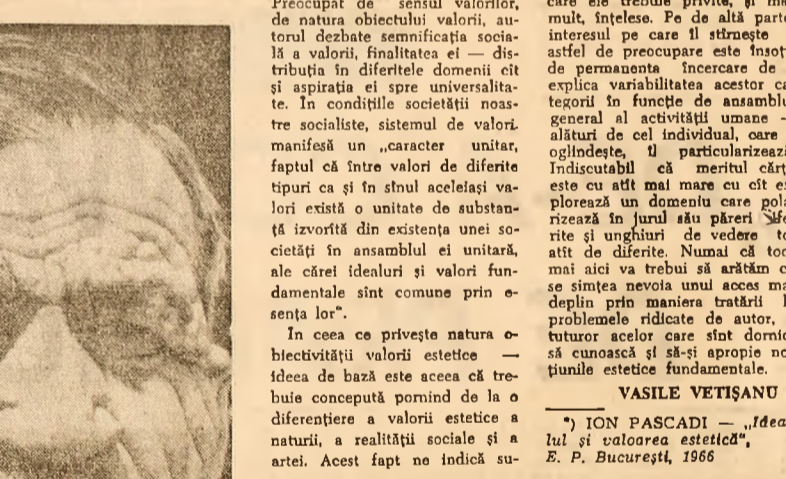 Preocupat de sensul valorilor,
de natura obiectului valorii, au-
torul dezbate semnificația socia-
lă a valorii, finalitatea ei — dis-
tribuția în diferitele domenii cît
și aspirația ei spre universalita-
te. În condițiile societății noas-
tre socialiste, sistemul de valori
manifesă un „caracter unitar,
faptul că între valori de diferite
tipuri ca și în sînul aceleiași va-
lori există o unitate de substan-
ță izvorîtă din existența unei so-
cietăți în ansamblul ei unitară,
ale cărei idealuri și valori fun-
damentale sînt comune prin e-
sența lor".
In ceea ce privește natura o-
biectivității valorii estetice —
ideea de bază este aceea că tre-
buie concepută pornind de la o
diferențiere a valorii estetice a
naturii, a realității sociale și a
artei. Acest fapt ne indică su-
care ele trebuie privite, și mai
mult, înțelese. Pe de altă parte
interesul pe care îl stîrnește
astfel de preocupare este însoț
de permanenta încercare de
explica variabilitatea acestor ca
tegorii în funcție de ansamblu
general al activității umane —
alături de cel individual, care
oglindește, îl particularizează
Indiscutabil că meritul cărț
este cu atît mai mare cu cît ex
plorează un domeniu care pola
rizează în jurul său păreri dife
rite și unghiuri de vedere to
atît de diferite. Numai că toc
mai aici va trebui să arătăm c
se simțea nevoia unui acces ma
deplin prin maniera tratării l
problemele ridicate de autor,
tuturor acelor care sînt dornic
să cunoască și să-și apropie no
țiunile estetice fundamentale.
VASILE VETIȘANU
*) ION PASCADI — „Idea
lul și valoarea estetică",
E. P. București, 1966